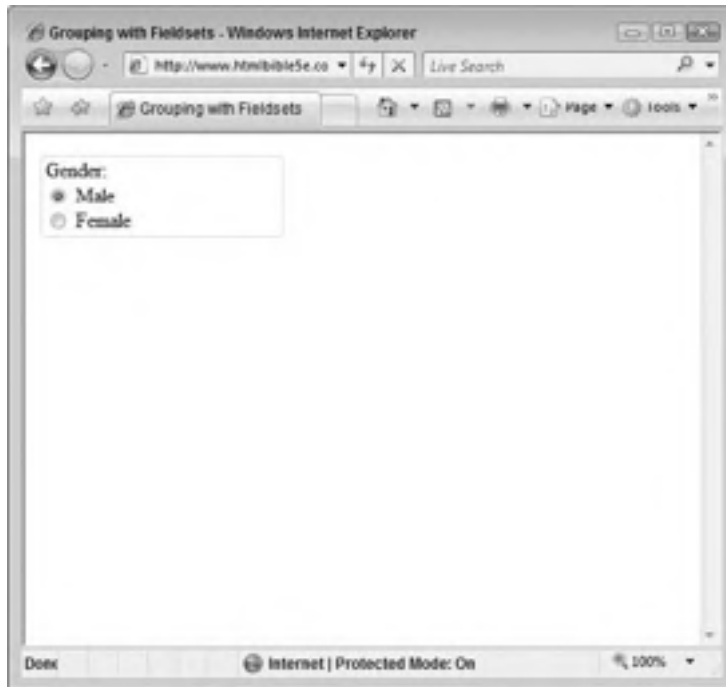 Grouping with Fieldsets - Windows Internet Explorer
http://www.htmlbible5e.co
Live Search
Grouping with Fieldsets
Page
Tools
Gender:
Male
Female
Done
Internet | Protected Mode: On
100%